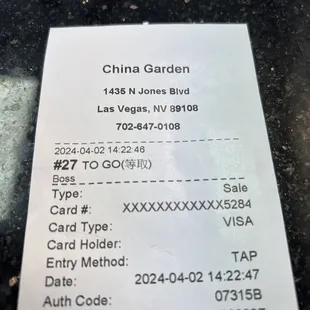 China Garden
1435 N Jones Blvd
Las Vegas, NV 89108
702-647-0108
2024-04-02 14:22:46
#27 TO GO(等取)
Boss
Type: Sale
Card #: XXXXXXXXXXXX5284
Card Type: VISA
Card Holder:
Entry Method: TAP
Date: 2024-04-02 14:22:47
Auth Code: 07315B